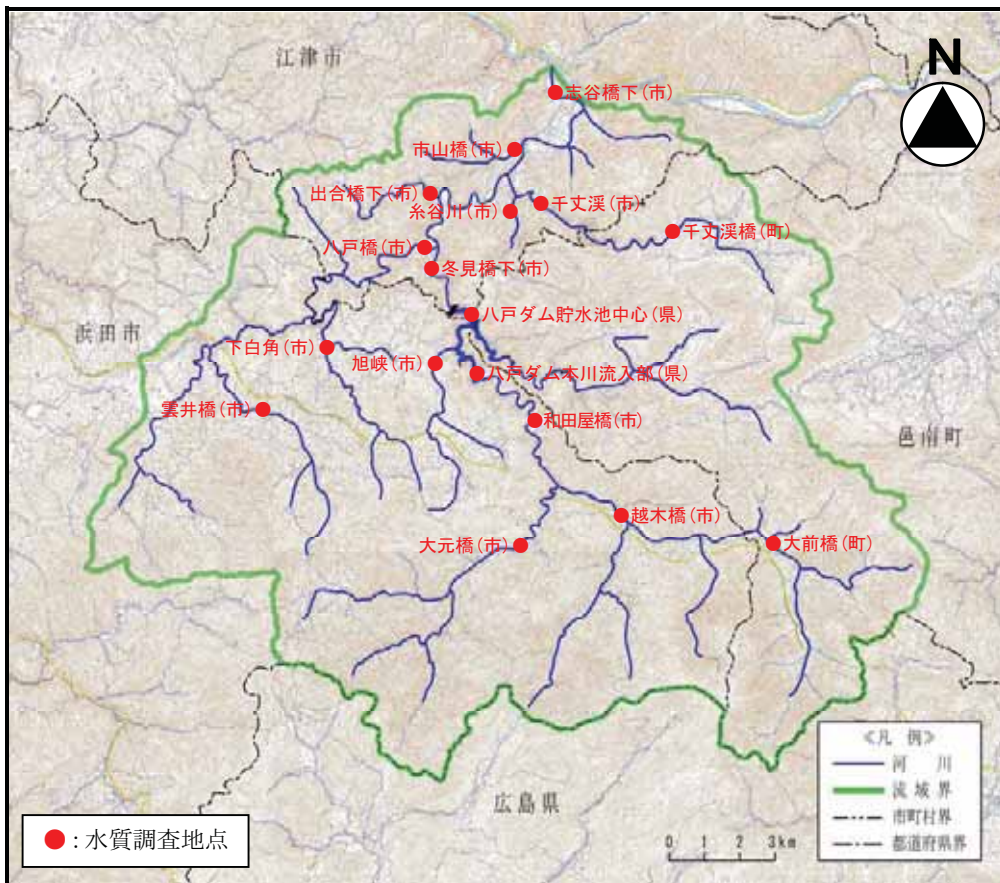 江津市
N
志谷橋下(市)
市山橋(市)
出合橋下(市)
糸谷川(市)
千丈渓(市)
千丈渓橋(町)
八戸橋(市)
冬見橋下(市)
八戸ダム貯水池中心(県)
浜田市
下白角(市)
旭峡(市)
八戸ダム本川流入部(県)
雲井橋(市)
和田屋橋(市)
邑南町
越木橋(市)
大元橋(市)
大前橋(町)
広島県
≪凡 例≫
河 川
流域界
市町村界
都道府県界
0 1 2 3km
●:水質調査地点